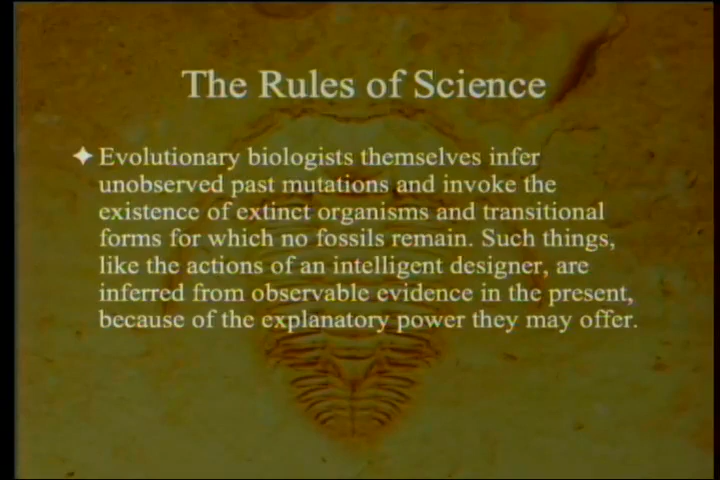 The Rules of Science
Evolutionary biologists themselves infer
unobserved past mutations and invoke the
existence of extinct organisms and transitional
forms for which no fossils remain. Such things,
like the actions of an intelligent designer, are
inferred from observable evidence in the present,
because of the explanatory power they may offer.